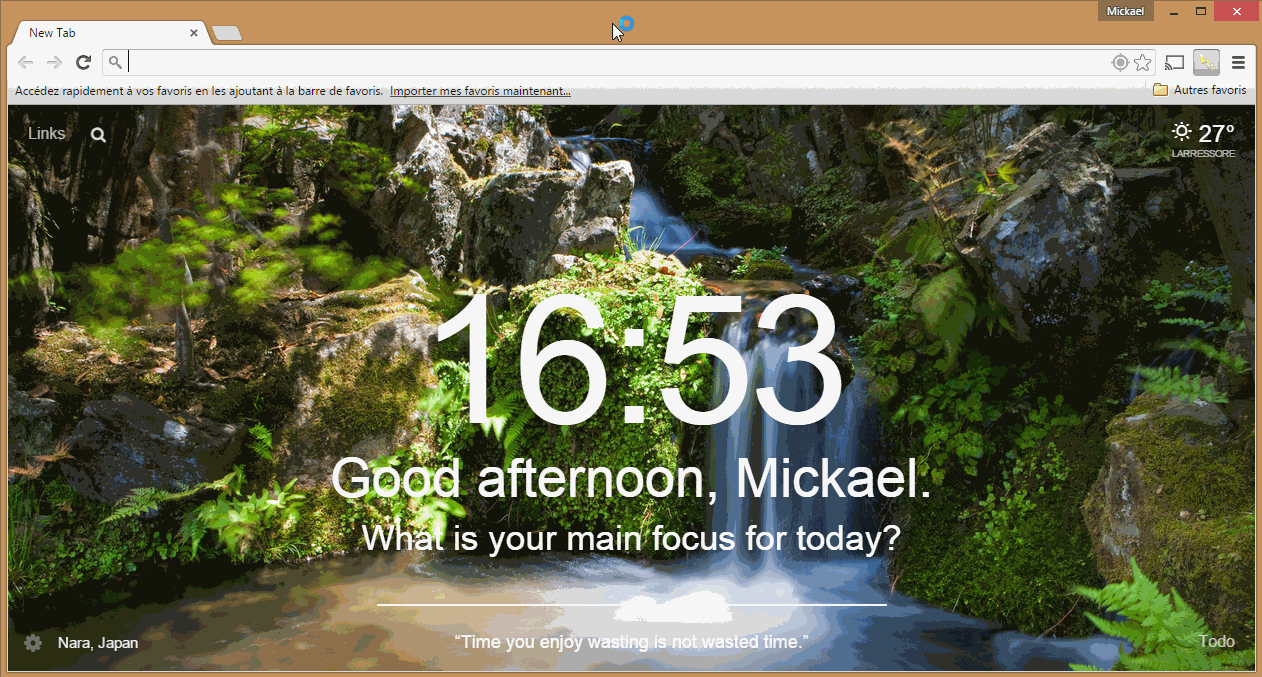 Mickael
New Tab
Accédez rapidement à vos favoris en les ajoutant à la barre de favoris. Importer mes favoris maintenant...
Autres favoris
Links
27°
LARRESSORE
16:53
Good afternoon, Mickael.
What is your main focus for today?
Nara, Japan
“Time you enjoy wasting is not wasted time.”
Todo